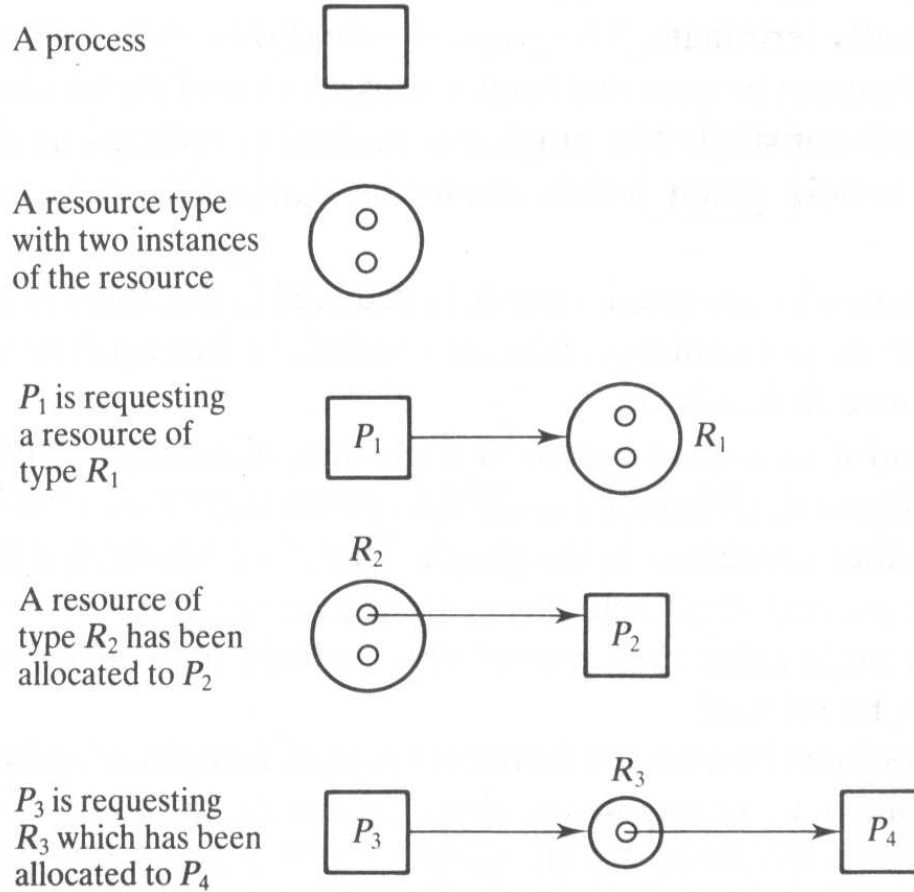 A process
A resource type
with two instances
of the resource
P₁ is requesting
a resource of
type R₁
P₁
R₁
A resource of
type R₂ has been
allocated to P₂
R₂
P₂
P₃ is requesting
R₃ which has been
allocated to P₄
P₃
R₃
P₄